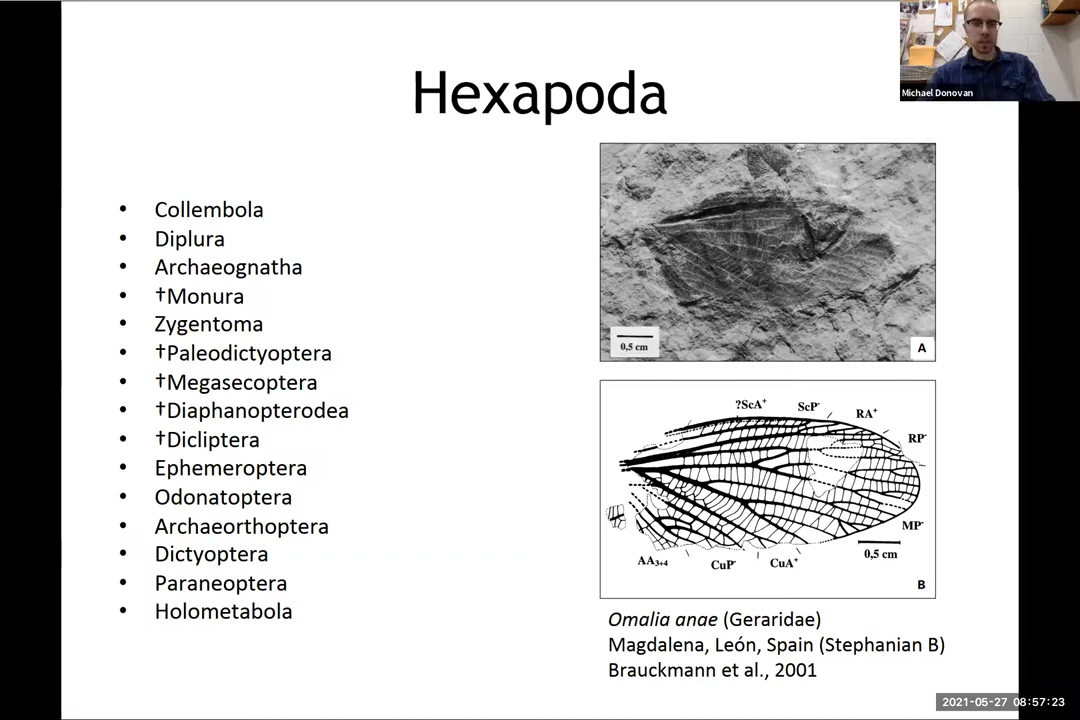 Michael Donovan
Hexapoda
• Collembola
• Diplura
• Archaeognatha
• †Monura
• Zygentoma
• †Paleodictyoptera
• †Megasecoptera
• †Diaphanopterodea
• †Dicliptera
• Ephemeroptera
• Odonatoptera
• Archaeorthoptera
• Dictyoptera
• Paraneoptera
• Holometabola
0,5 cm
A
?ScA⁺
ScP⁻
RA⁺
RP⁻
MP⁻
0,5 cm
AA₃₊₄
CuP⁻
CuA⁺
B
Omalia anae (Geraridae)
Magdalena, León, Spain (Stephanian B)
Brauckmann et al., 2001
2021-05-27 08:57:23